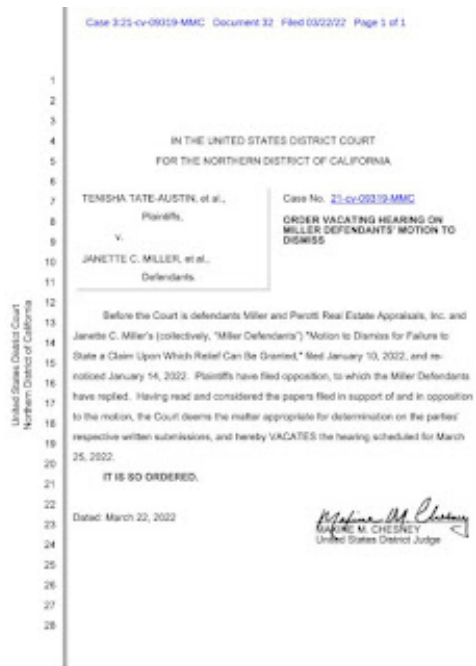 Case 3:21-cv-09319-MMC Document 32 Filed 03/22/22 Page 1 of 1
1
2
3
4
5
6
7
8
9
10
11
12
13
14
15
16
17
18
19
20
21
22
23
24
25
26
27
28
United States District Court
Northern District of California
IN THE UNITED STATES DISTRICT COURT
FOR THE NORTHERN DISTRICT OF CALIFORNIA
TENISHA TATE-AUSTIN, et al.,
Plaintiffs,
v.
JANETTE C. MILLER, et al.,
Defendants.
Case No. 21-cv-09319-MMC
ORDER VACATING HEARING ON
MILLER DEFENDANTS' MOTION TO
DISMISS
Before the Court is defendants Miller and Perotti Real Estate Appraisals, Inc. and
Janette C. Miller's (collectively, "Miller Defendants") "Motion to Dismiss for Failure to
State a Claim Upon Which Relief Can Be Granted," filed January 10, 2022, and re-
noticed January 14, 2022. Plaintiffs have filed opposition, to which the Miller Defendants
have replied. Having read and considered the papers filed in support of and in opposition
to the motion, the Court deems the matter appropriate for determination on the parties'
respective written submissions, and hereby VACATES the hearing scheduled for March
25, 2022.
IT IS SO ORDERED.
Dated: March 22, 2022
Maxine M. Chesney
MAXINE M. CHESNEY
United States District Judge